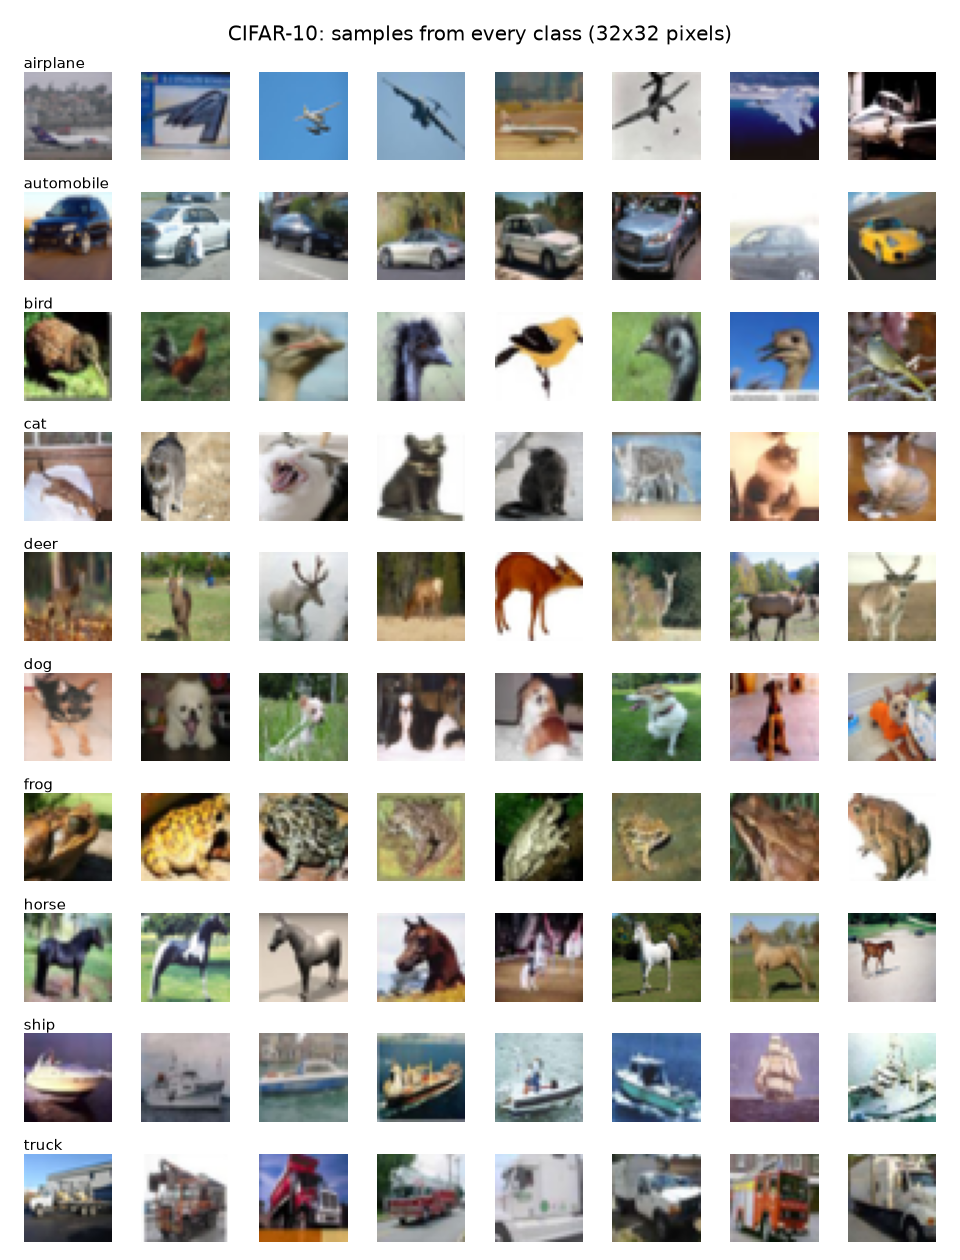 CIFAR-10: samples from every class (32x32 pixels)
airplane
automobile
bird
cat
deer
dog
frog
horse
ship
truck